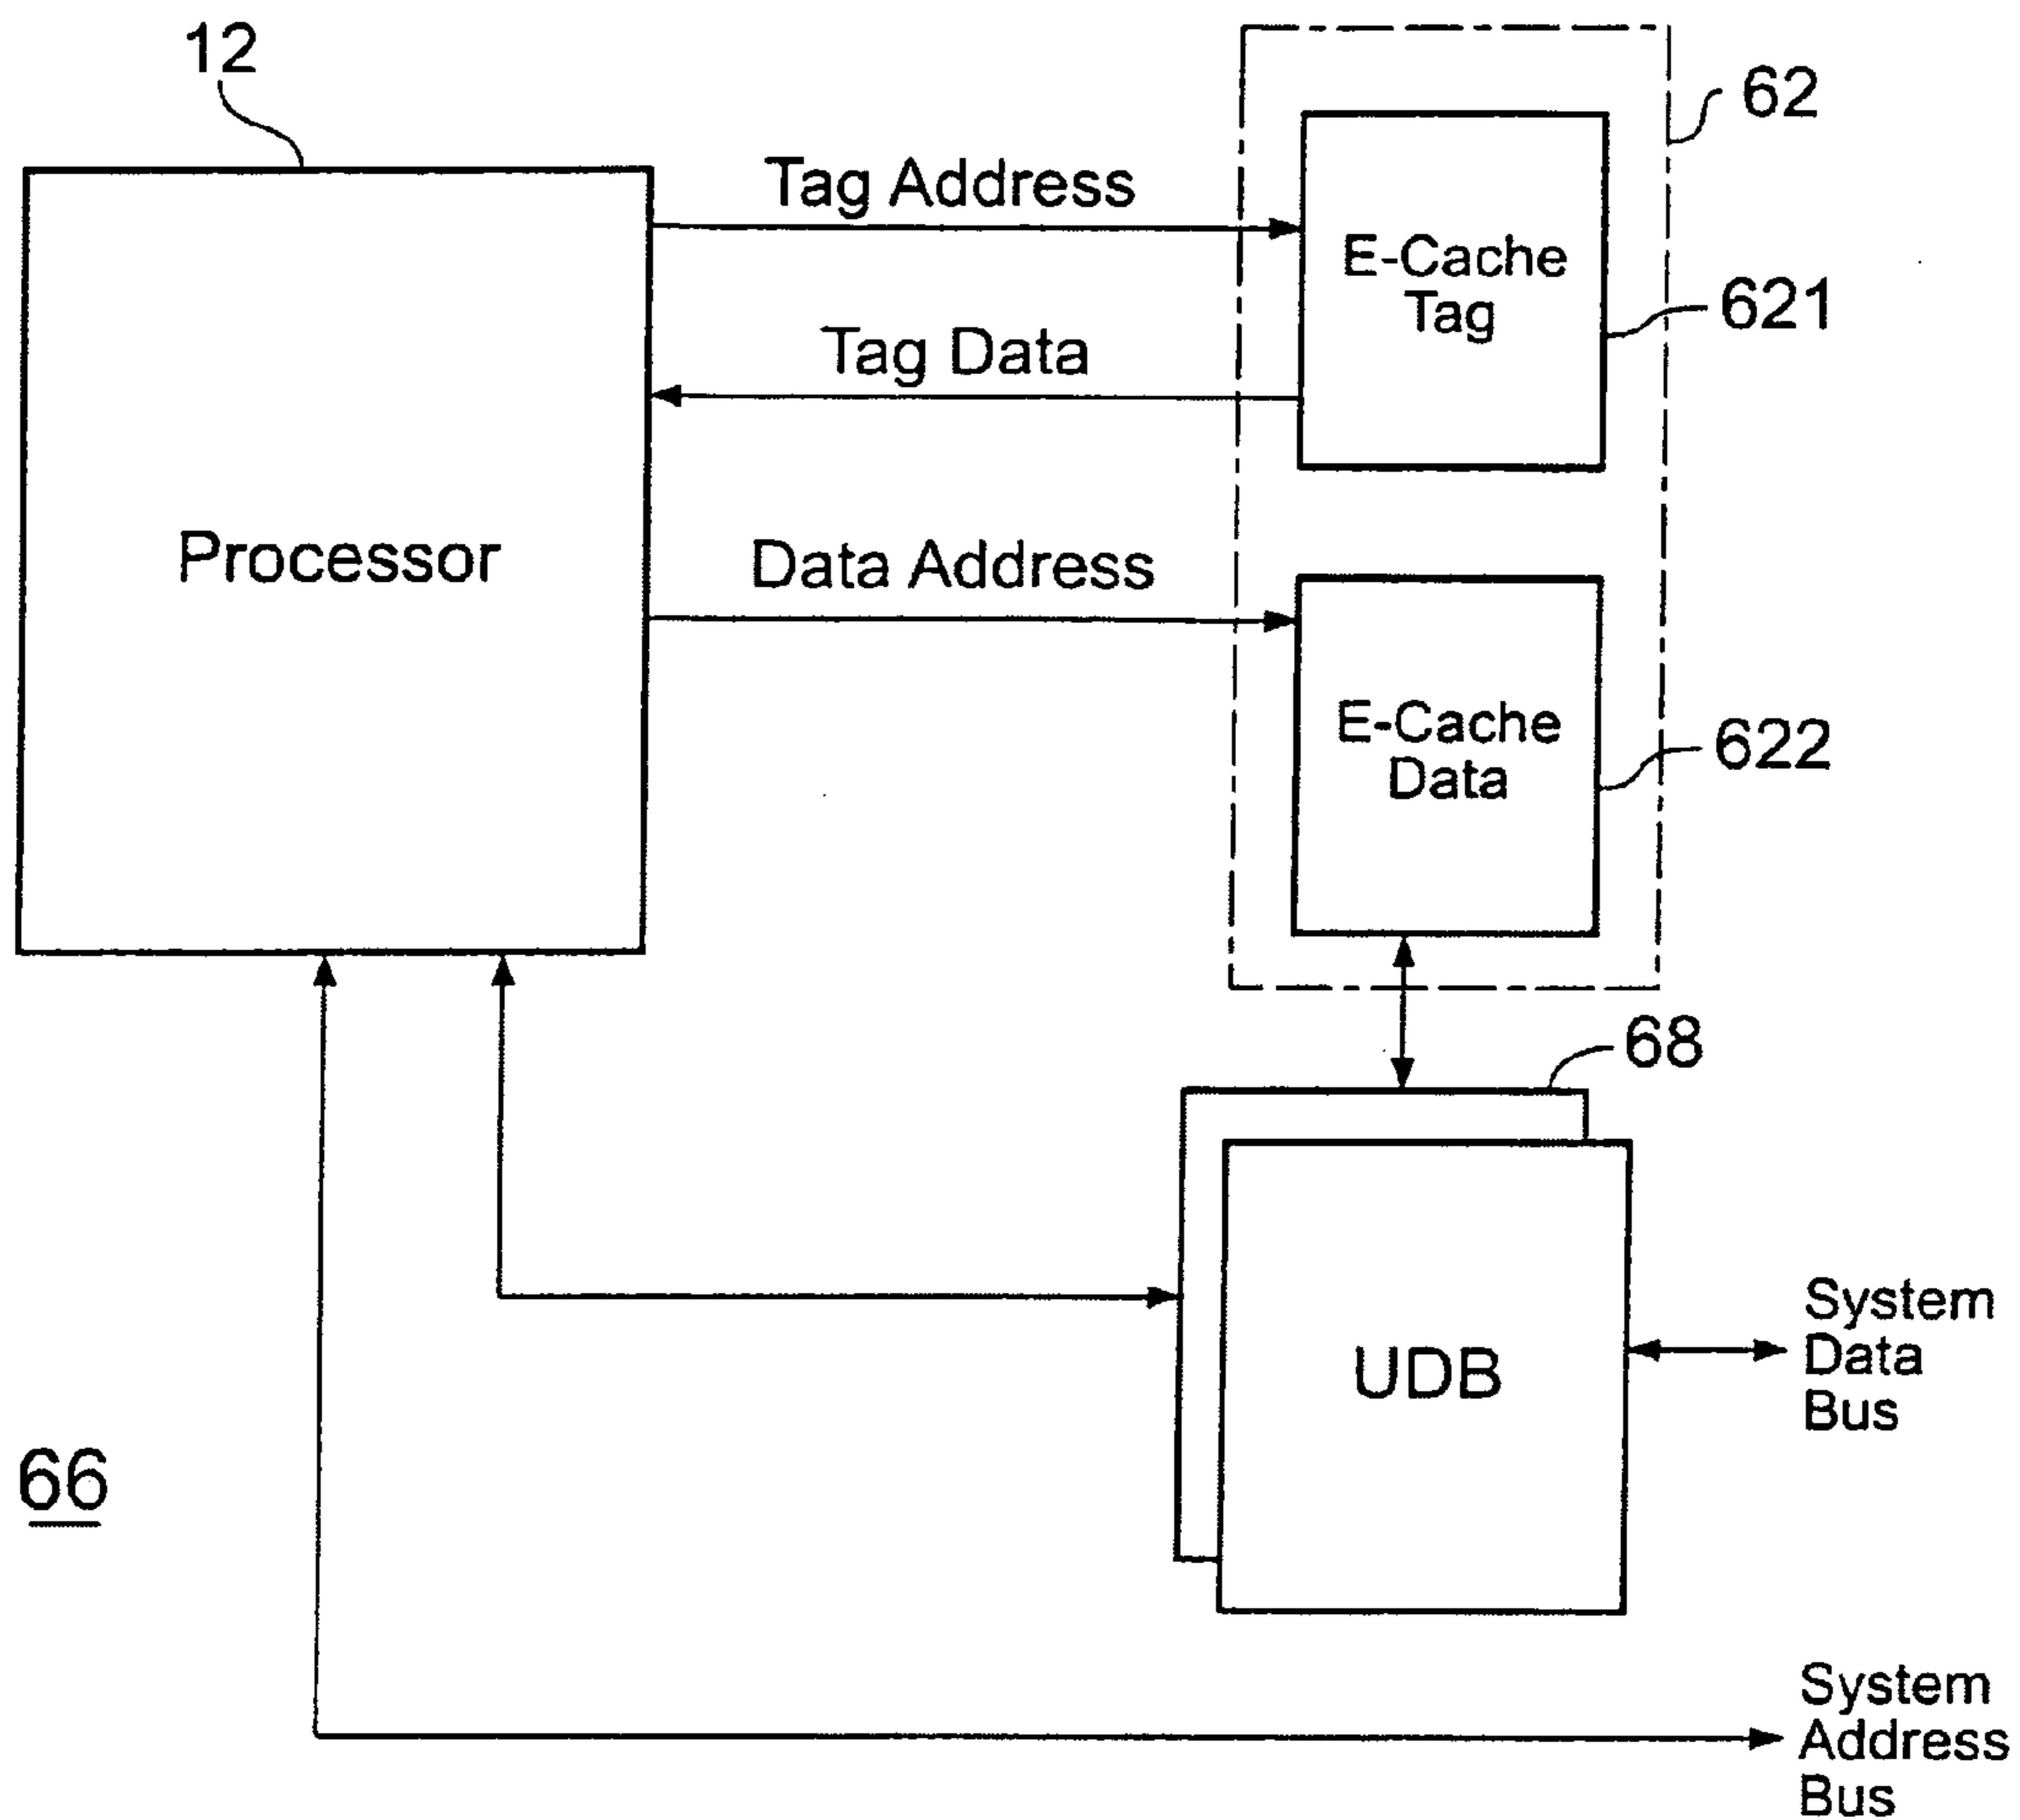 12
62
Tag Address
E-Cache
Tag
621
Tag Data
Processor
Data Address
E-Cache
Data
622
68
UDB
System
Data
Bus
66
System
Address
Bus